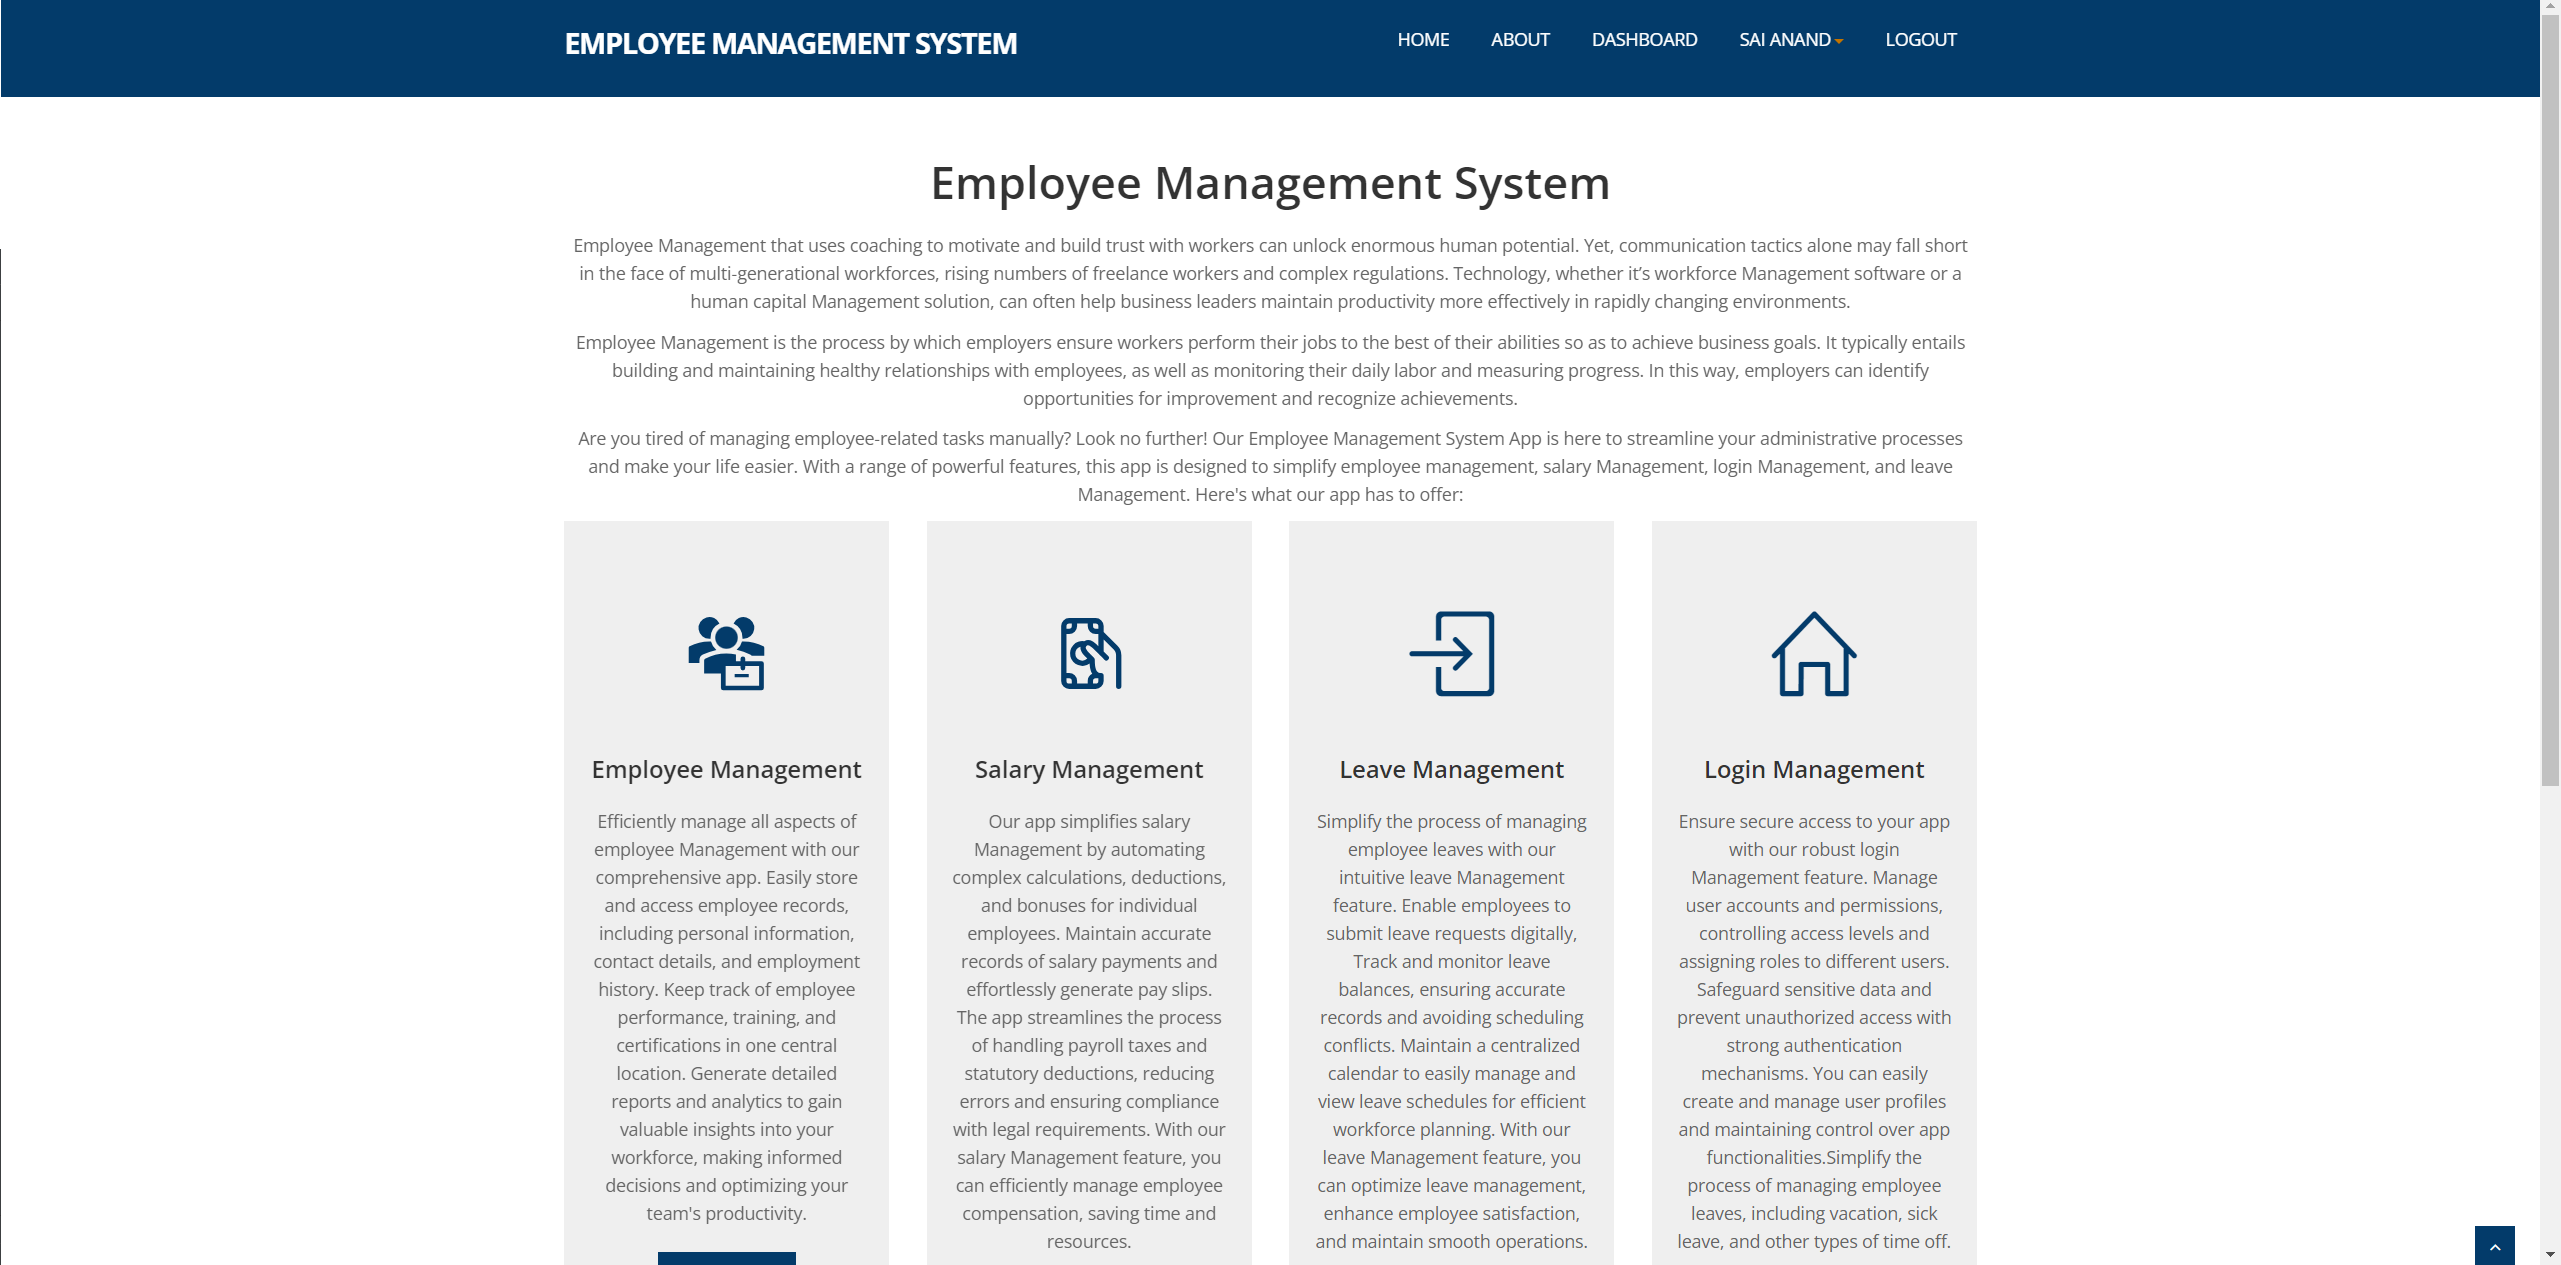 EMPLOYEE MANAGEMENT SYSTEM
HOME ABOUT DASHBOARD SAI ANAND LOGOUT
Employee Management System
Employee Management that uses coaching to motivate and build trust with workers can unlock enormous human potential. Yet, communication tactics alone may fall short
in the face of multi-generational workforces, rising numbers of freelance workers and complex regulations. Technology, whether it’s workforce Management software or a
human capital Management solution, can often help business leaders maintain productivity more effectively in rapidly changing environments.
Employee Management is the process by which employers ensure workers perform their jobs to the best of their abilities so as to achieve business goals. It typically entails
building and maintaining healthy relationships with employees, as well as monitoring their daily labor and measuring progress. In this way, employers can identify
opportunities for improvement and recognize achievements.
Are you tired of managing employee-related tasks manually? Look no further! Our Employee Management System App is here to streamline your administrative processes
and make your life easier. With a range of powerful features, this app is designed to simplify employee management, salary Management, login Management, and leave
Management. Here's what our app has to offer:
Employee Management
Efficiently manage all aspects of
employee Management with our
comprehensive app. Easily store
and access employee records,
including personal information,
contact details, and employment
history. Keep track of employee
performance, training, and
certifications in one central
location. Generate detailed
reports and analytics to gain
valuable insights into your
workforce, making informed
decisions and optimizing your
team's productivity.
Salary Management
Our app simplifies salary
Management by automating
complex calculations, deductions,
and bonuses for individual
employees. Maintain accurate
records of salary payments and
effortlessly generate pay slips.
The app streamlines the process
of handling payroll taxes and
statutory deductions, reducing
errors and ensuring compliance
with legal requirements. With our
salary Management feature, you
can efficiently manage employee
compensation, saving time and
resources.
Leave Management
Simplify the process of managing
employee leaves with our
intuitive leave Management
feature. Enable employees to
submit leave requests digitally,
Track and monitor leave
balances, ensuring accurate
records and avoiding scheduling
conflicts. Maintain a centralized
calendar to easily manage and
view leave schedules for efficient
workforce planning. With our
leave Management feature, you
can optimize leave management,
enhance employee satisfaction,
and maintain smooth operations.
Login Management
Ensure secure access to your app
with our robust login
Management feature. Manage
user accounts and permissions,
controlling access levels and
assigning roles to different users.
Safeguard sensitive data and
prevent unauthorized access with
strong authentication
mechanisms. You can easily
create and manage user profiles
and maintaining control over app
functionalities.Simplify the
process of managing employee
leaves, including vacation, sick
leave, and other types of time off.